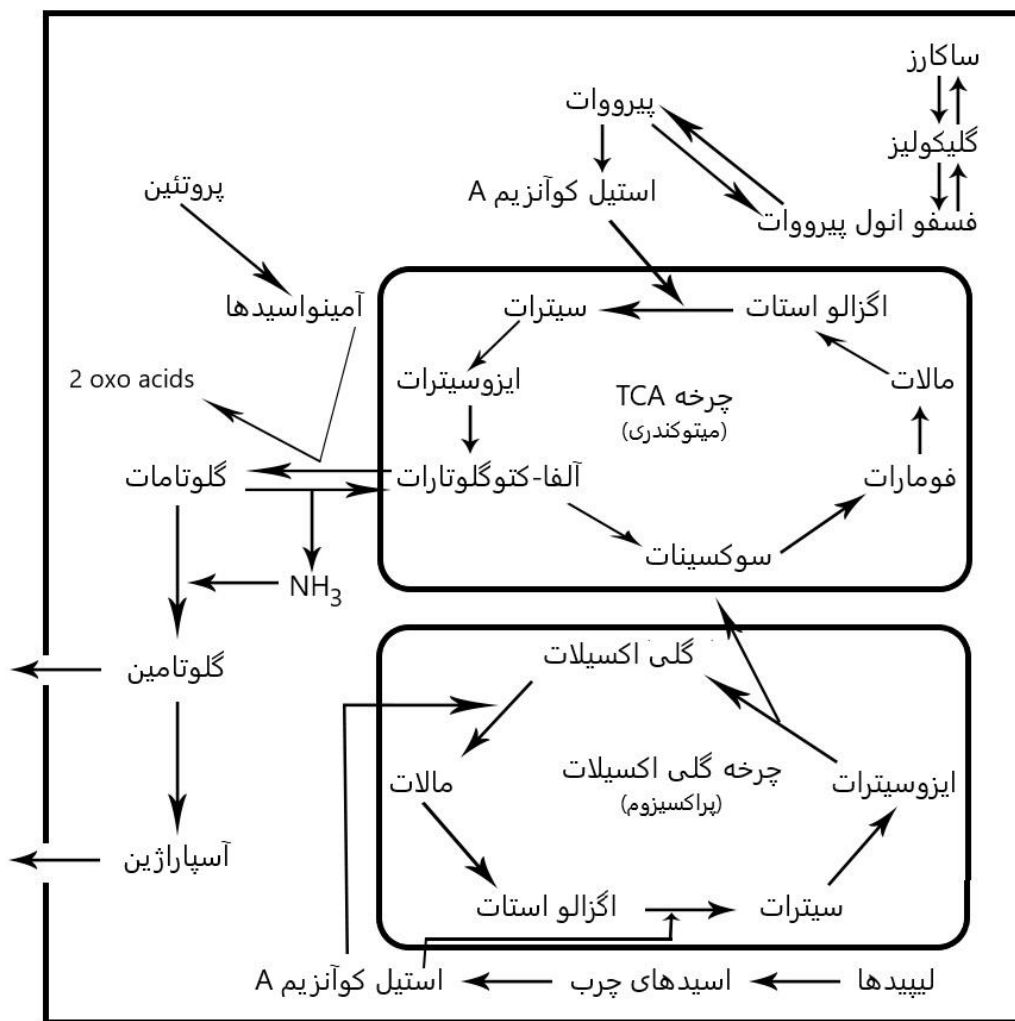 ساکارز
پیرووات
گلیکولیز
استیل کوآنزیم A
پروتئین
فسفو انول پیرووات
آمینواسیدها
اگزالو استات
سیترات
2 oxo acids
مالات
ایزوسیترات
چرخه TCA
(میتوکندری)
فومارات
آلفا-کتوگلوتارات
گلوتامات
سوکسینات
NH3
گلی اکسیلات
گلوتامین
چرخه گلی اکسیلات
(پراکسیزوم)
ایزوسیترات
مالات
آسپاراژین
سیترات
اگزالو استات
لیپیدها
اسیدهای چرب
استیل کوآنزیم A